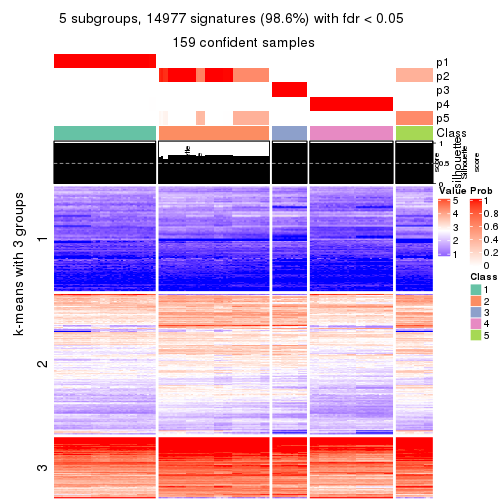 5 subgroups, 14977 signatures (98.6%) with fdr < 0.05
159 confident samples
p1
p2
p3
p4
p5
Class
1
0.5
0
silhouette
score
Silhouette
score
k-means with 3 groups
1
2
3
Value
5
4
3
2
1
Prob
1
0.8
0.6
0.4
0.2
0
Class
1
2
3
4
5